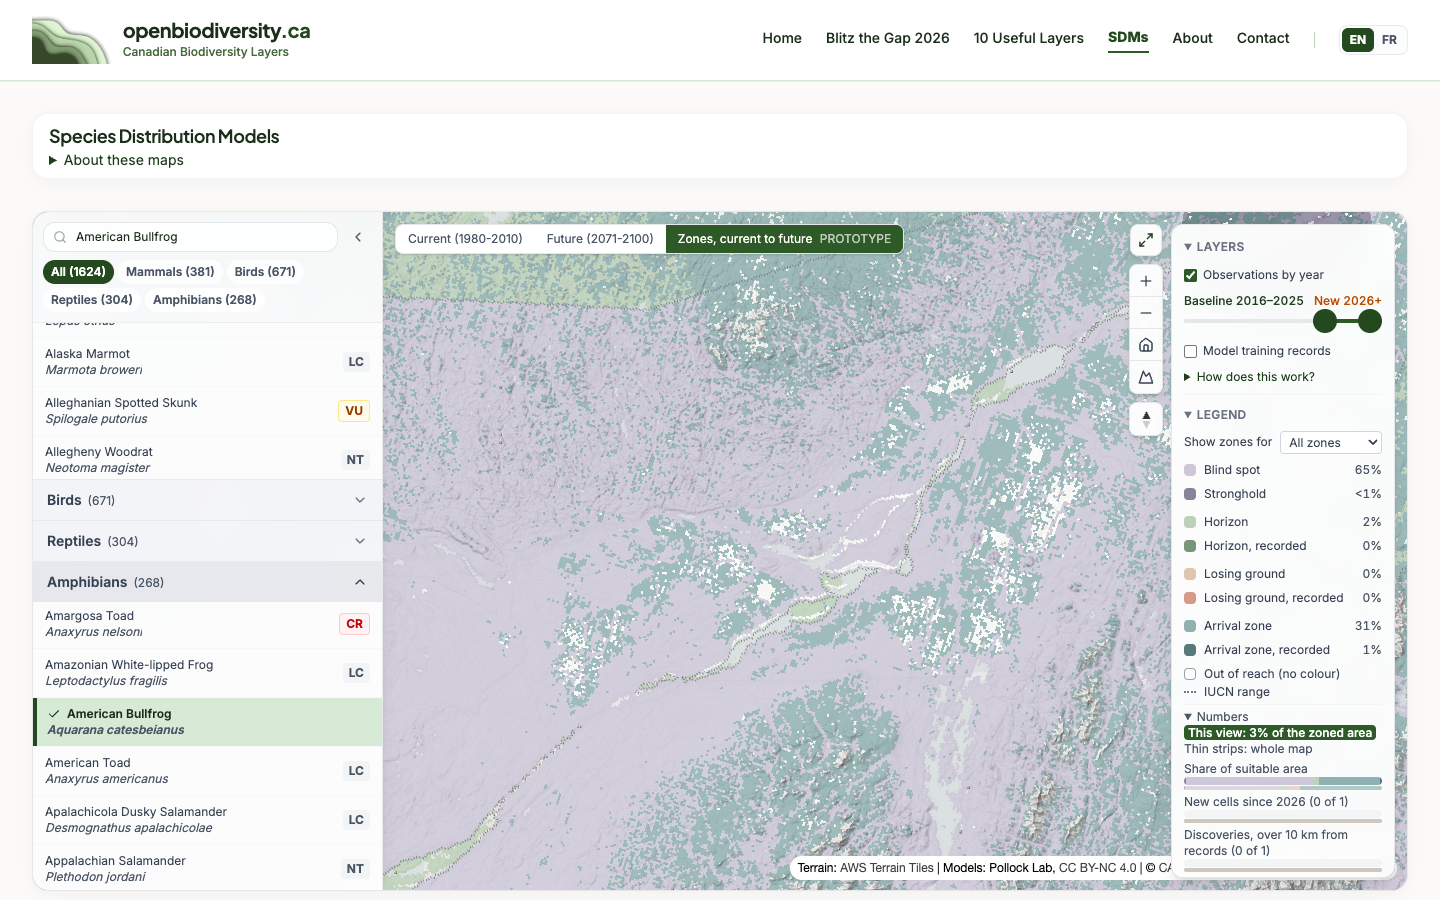 openbiodiversity.ca
Canadian Biodiversity Layers
Home
Blitz the Gap 2026
10 Useful Layers
SDMs
About
Contact
EN
FR
Species Distribution Models
About these maps
American Bullfrog
All (1624)
Mammals (381)
Birds (671)
Reptiles (304)
Amphibians (268)
Lepus othus
Alaska Marmot
Marmota broweri
LC
Alleghanian Spotted Skunk
Spilogale putorius
VU
Allegheny Woodrat
Neotoma magister
NT
Birds (671)
Reptiles (304)
Amphibians (268)
Amargosa Toad
Anaxyrus nelsoni
CR
Amazonian White-lipped Frog
Leptodactylus fragilis
LC
American Bullfrog
Aquarana catesbeianus
American Toad
Anaxyrus americanus
LC
Apalachicola Dusky Salamander
Desmognathus apalachicolae
LC
Appalachian Salamander
Plethodon jordani
NT
Current (1980-2010)
Future (2071-2100)
Zones, current to future PROTOTYPE
LAYERS
Observations by year
Baseline 2016–2025 New 2026+
Model training records
How does this work?
LEGEND
Show zones for All zones
Blind spot 65%
Stronghold <1%
Horizon 2%
Horizon, recorded 0%
Losing ground 0%
Losing ground, recorded 0%
Arrival zone 31%
Arrival zone, recorded 1%
Out of reach (no colour)
IUCN range
Numbers
This view: 3% of the zoned area
Thin strips: whole map
Share of suitable area
New cells since 2026 (0 of 1)
Discoveries, over 10 km from
records (0 of 1)
Terrain: AWS Terrain Tiles | Models: Pollock Lab, CC BY-NC 4.0 | © CA